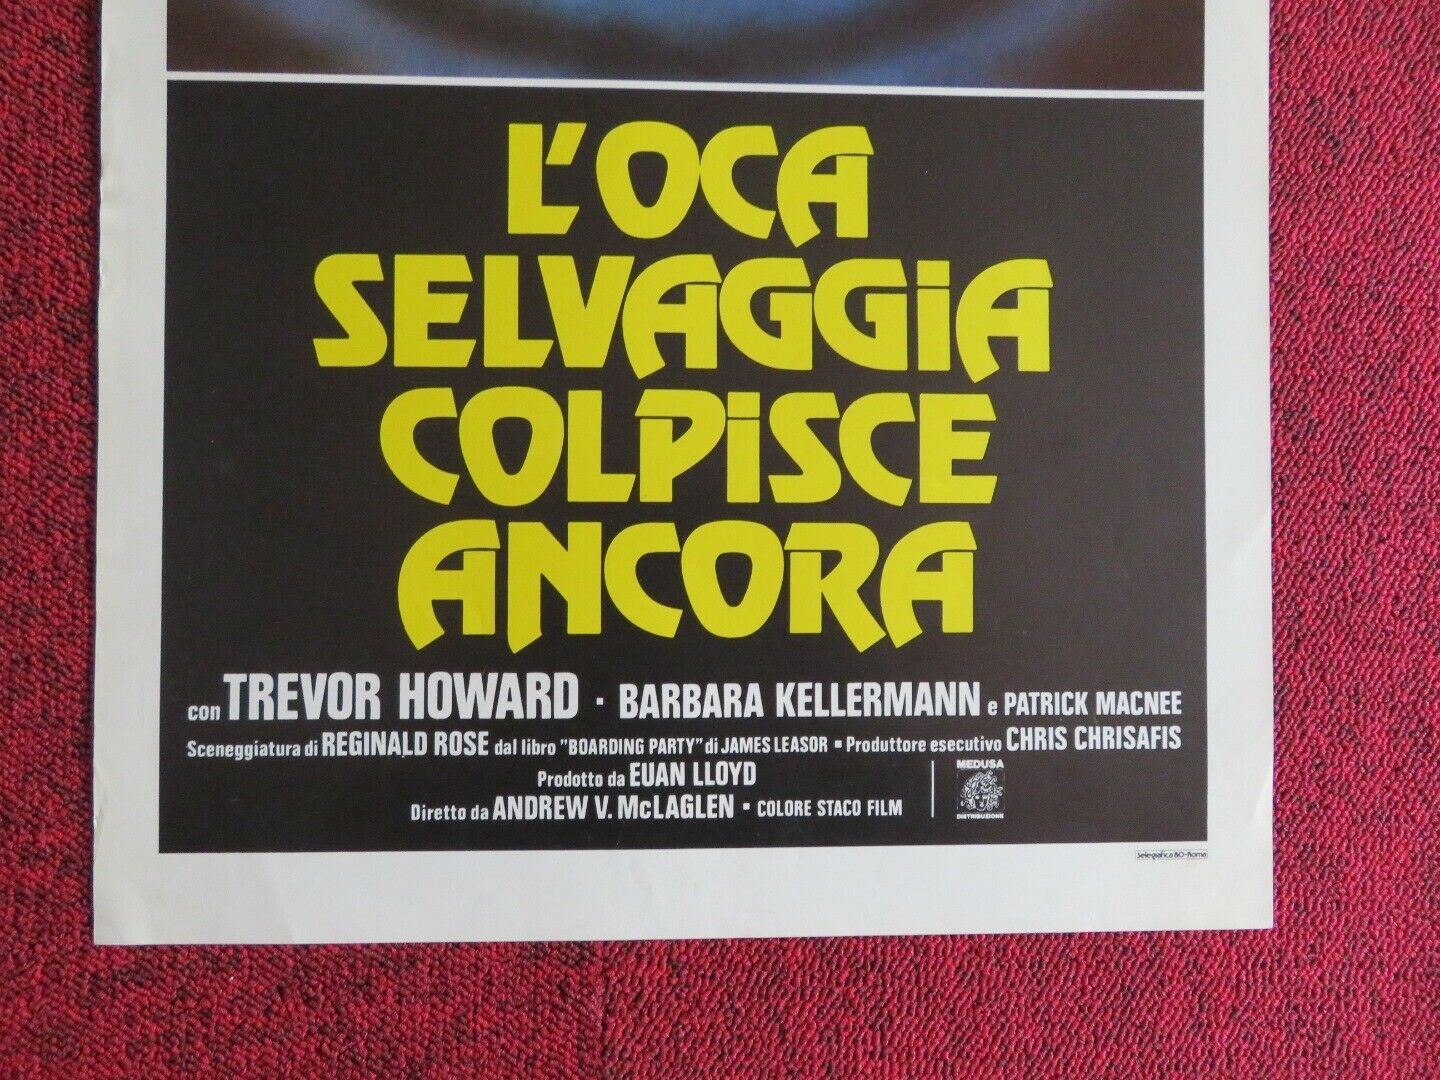 L'OCA
SELVAGGiA
COLPiSCE
ANCORA
con TREVOR HOWARD · BARBARA KELLERMANN e PATRICK MACNEE
Sceneggiatura di REGINALD ROSE dal libro "BOARDING PARTY" di JAMES LEASOR ▪ Produttore esecutivo CHRIS CHRISAFIS
Prodotto da EUAN LLOYD
Diretto da ANDREW V. McLAGLEN ▪ COLORE STACO FILM
MEDUSA
DISTRIBUZIONE
Selegrafica 80-Roma